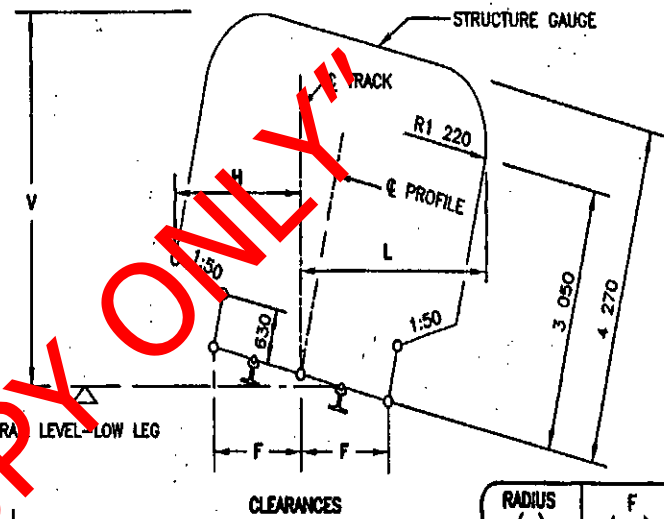 STRUCTURE GAUGE
℄ TRACK
R1 220
H
℄ PROFILE
V
L
1:50
1:50
630
3 050
4 270
LEVEL-LOW LEG
F
F
CLEARANCES
RADIUS
F
PY ONLY"